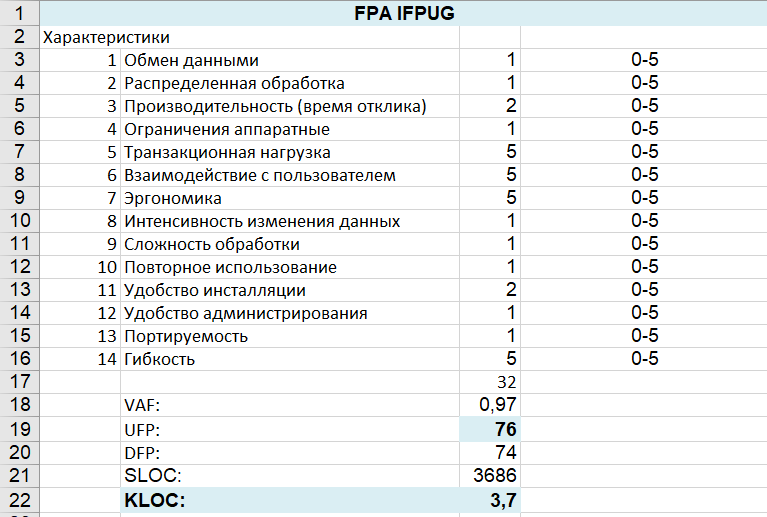 1 FPA IFPUG
2 Характеристики
3 1 Обмен данными 1 0-5
4 2 Распределенная обработка 1 0-5
5 3 Производительность (время отклика) 2 0-5
6 4 Ограничения аппаратные 1 0-5
7 5 Транзакционная нагрузка 5 0-5
8 6 Взаимодействие с пользователем 5 0-5
9 7 Эргономика 5 0-5
10 8 Интенсивность изменения данных 1 0-5
11 9 Сложность обработки 1 0-5
12 10 Повторное использование 1 0-5
13 11 Удобство инсталляции 2 0-5
14 12 Удобство администрирования 1 0-5
15 13 Портируемость 1 0-5
16 14 Гибкость 5 0-5
17 32
18 VAF: 0,97
19 UFP: 76
20 DFP: 74
21 SLOC: 3686
22 KLOC: 3,7